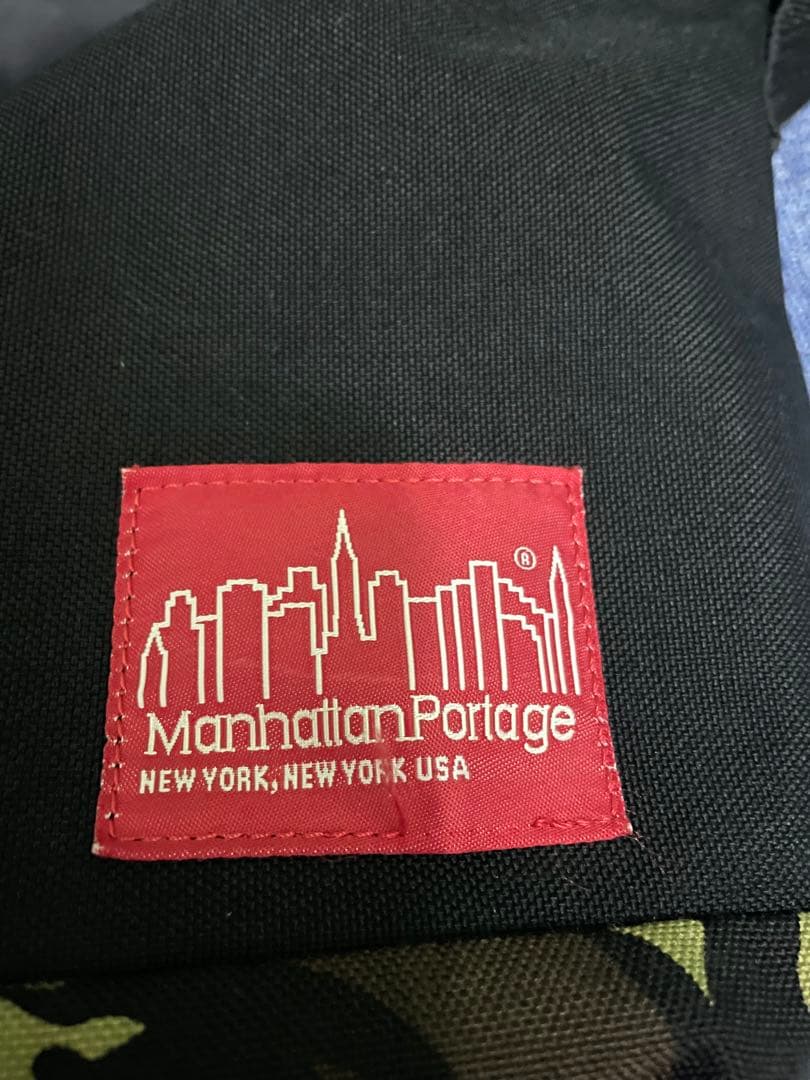 ®
ManhattanPortage
NEW YORK, NEW YORK USA